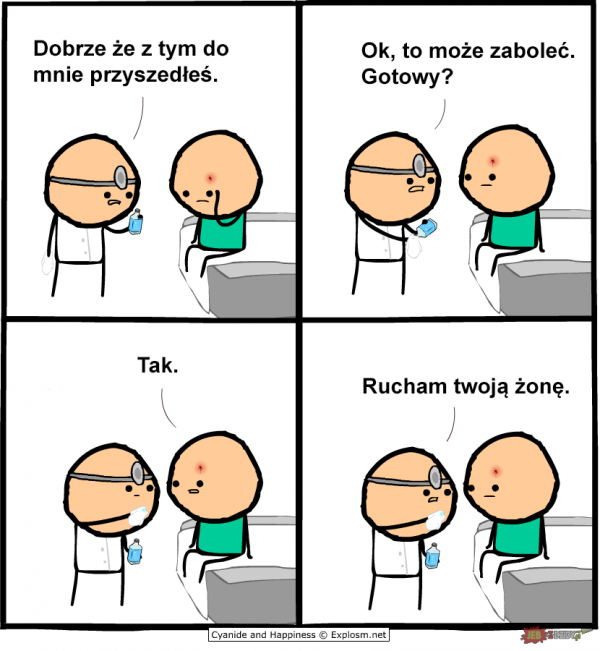 Dobrze że z tym do
mnie przyszedłeś.
Ok, to może zaboleć.
Gotowy?
Tak.
Rucham twoją żonę.
Cyanide and Happiness © Explosm.net